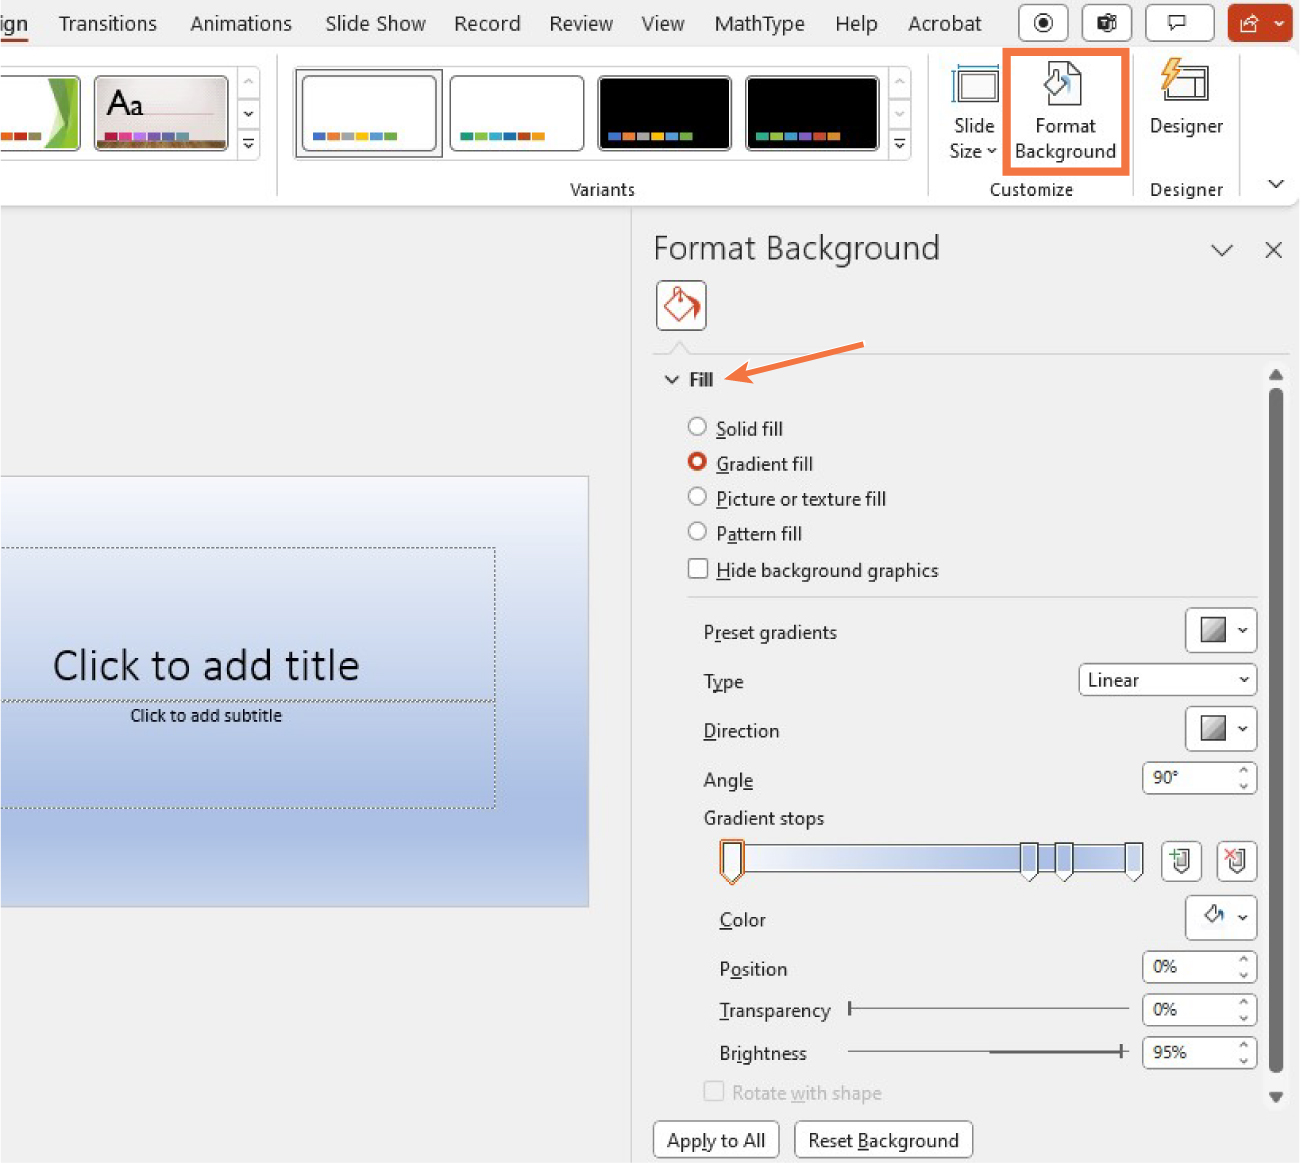 ign Transitions Animations Slide Show Record Review View MathType Help Acrobat
Aa
Slide
Size
Format
Background
Designer
Variants
Customize
Designer
Format Background
Fill
Solid fill
Gradient fill
Picture or texture fill
Pattern fill
Hide background graphics
Click to add title
Click to add subtitle
Preset gradients
Type Linear
Direction
Angle 90°
Gradient stops
Color
Position 0%
Transparency 0%
Brightness 95%
Rotate with shape
Apply to All Reset Background